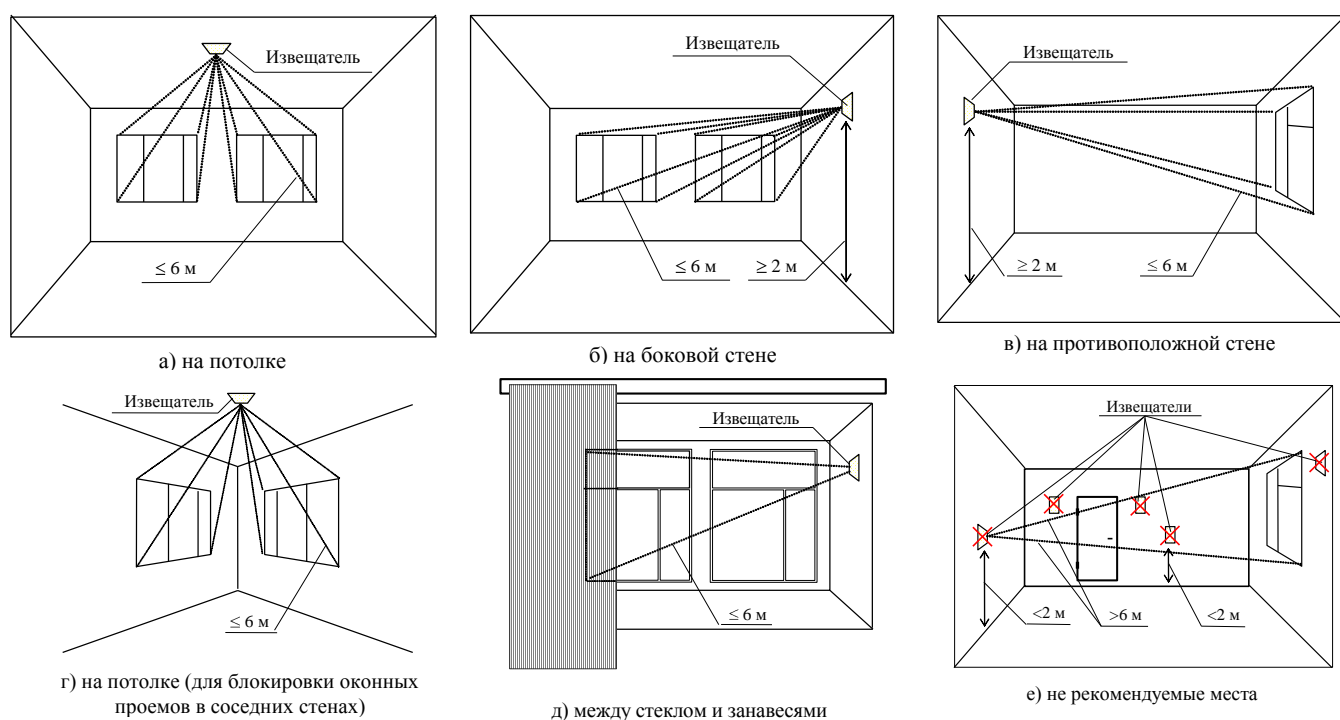 Извещатель
≤ 6 м
а) на потолке
Извещатель
≤ 6 м
≥ 2 м
б) на боковой стене
Извещатель
≥ 2 м
≤ 6 м
в) на противоположной стене
Извещатель
≤ 6 м
г) на потолке (для блокировки оконных
проемов в соседних стенах)
Извещатель
≤ 6 м
д) между стеклом и занавесями
Извещатели
<2 м
>6 м
<2 м
е) не рекомендуемые места